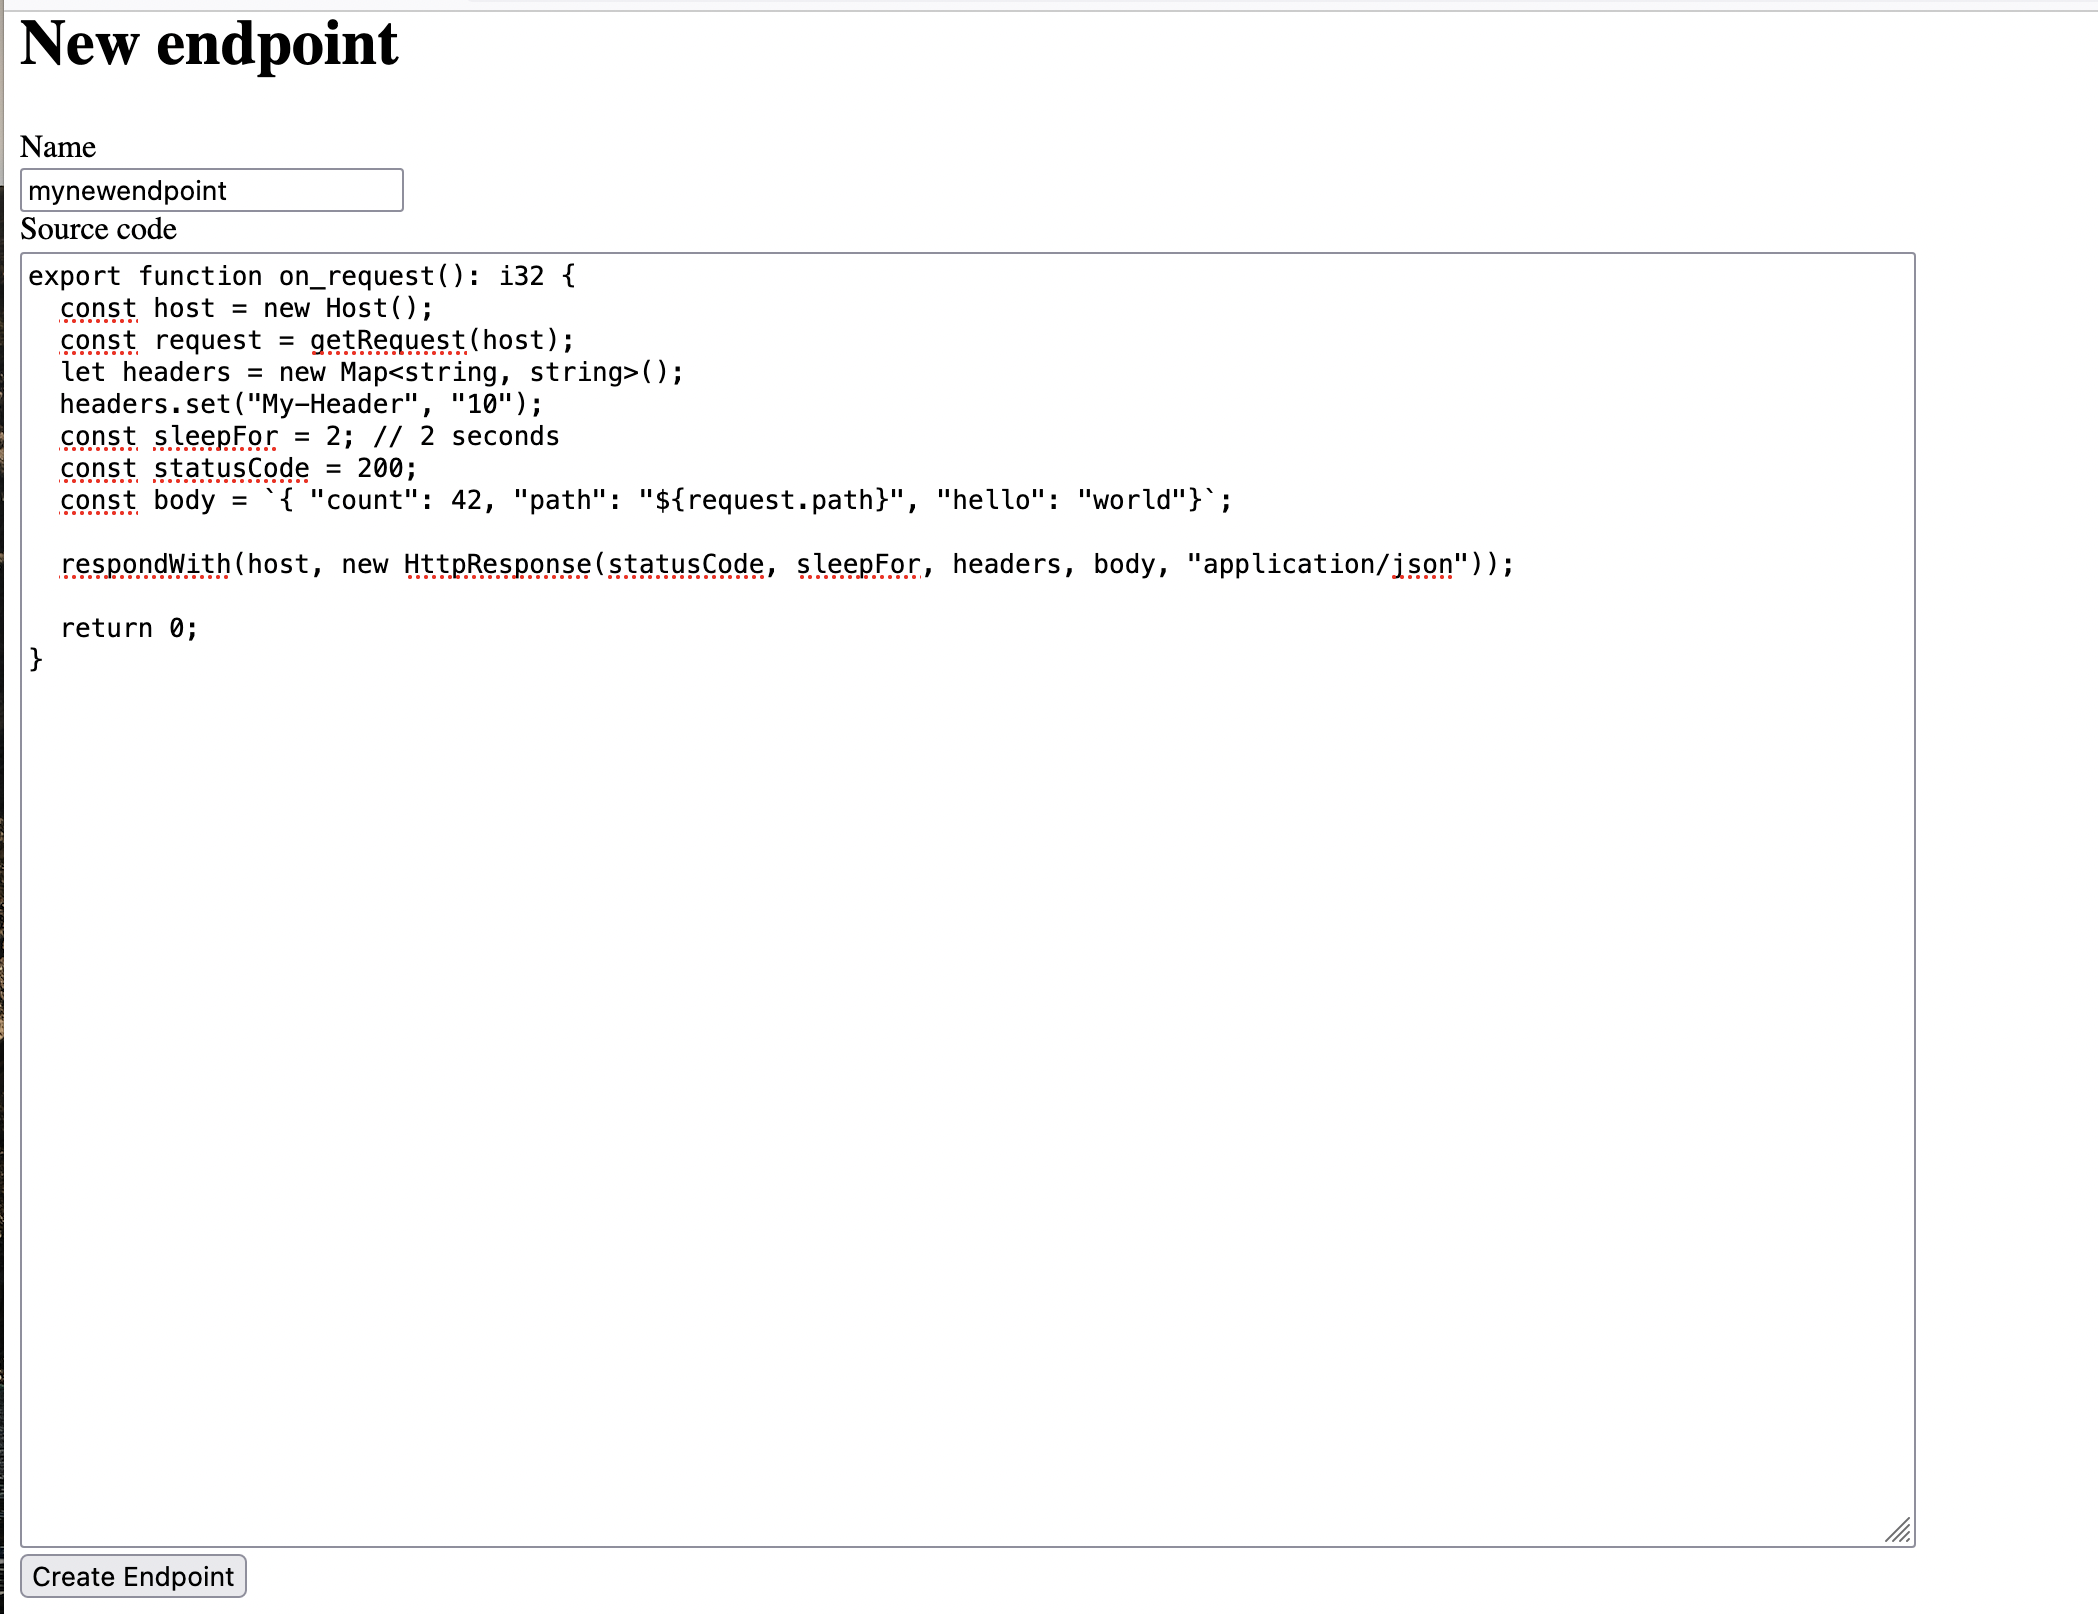 New endpoint
Name
mynewendpoint
Source code
export function on_request(): i32 {
  const host = new Host();
  const request = getRequest(host);
  let headers = new Map<string, string>();
  headers.set("My-Header", "10");
  const sleepFor = 2; // 2 seconds
  const statusCode = 200;
  const body = `{ "count": 42, "path": "${request.path}", "hello": "world"}`;
  respondWith(host, new HttpResponse(statusCode, sleepFor, headers, body, "application/json"));
  return 0;
}
Create Endpoint